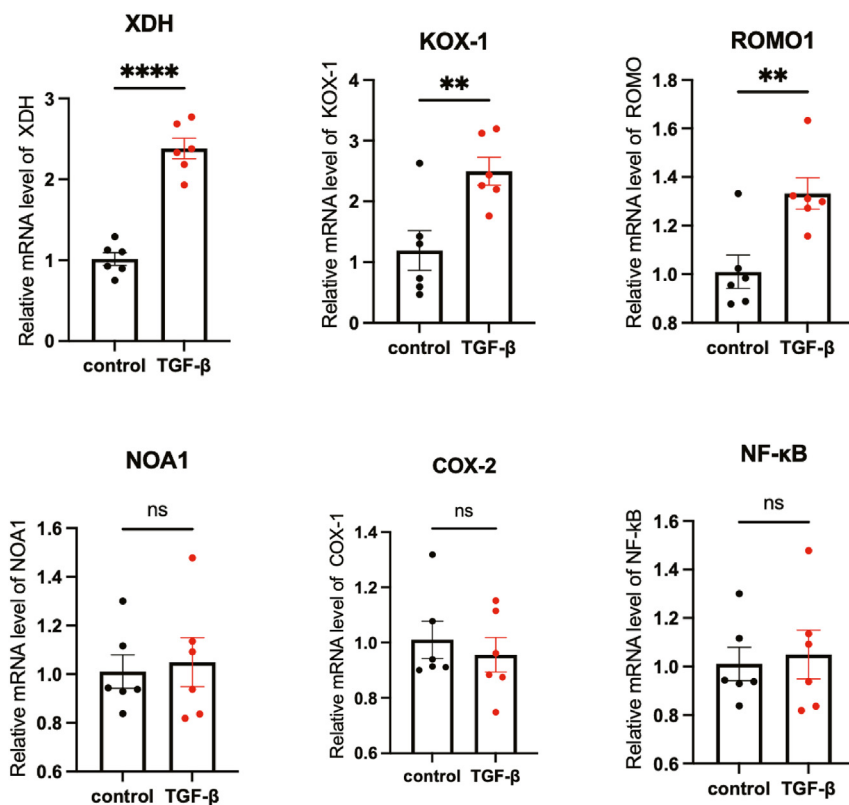 XDH
****
Relative mRNA level of XDH
3
2
1
0
control TGF-β
KOX-1
**
Relative mRNA level of KOX-1
4
3
2
1
0
control TGF-β
ROMO1
**
Relative mRNA level of ROMO
1.8
1.6
1.4
1.2
1.0
0.8
control TGF-β
NOA1
ns
Relative mRNA level of NOA1
1.6
1.4
1.2
1.0
0.8
0.6
control TGF-β
COX-2
ns
Relative mRNA level of COX-1
1.4
1.2
1.0
0.8
0.6
control TGF-β
NF-κB
ns
Relative mRNA level of NF-kB
1.6
1.4
1.2
1.0
0.8
0.6
control TGF-β